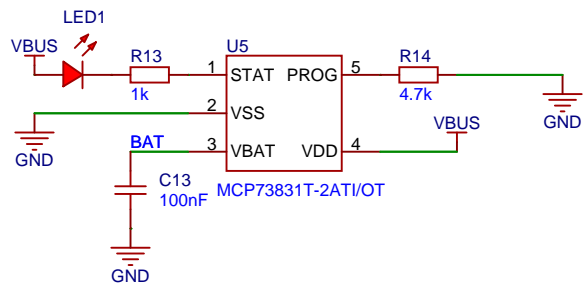 LED1
VBUS
R13
1k
U5
1 STAT PROG 5
R14
4.7k
2 VSS
GND
GND
VBUS
BAT
3 VBAT VDD 4
C13
100nF
MCP73831T-2ATI/OT
GND